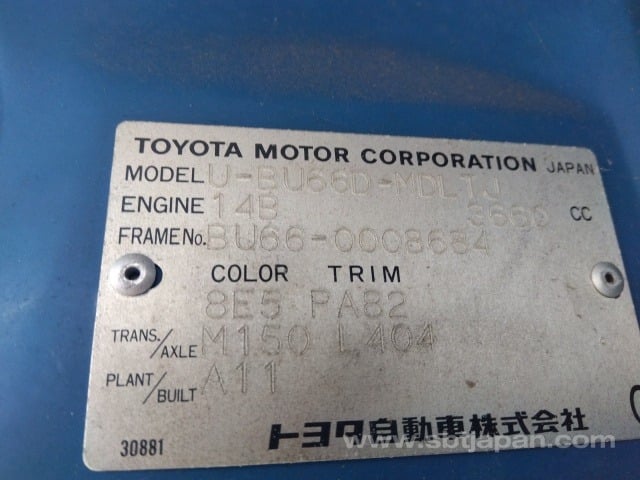 TOYOTA MOTOR CORPORATION JAPAN
MODEL U-BU66D-MDLTJ
ENGINE 14B 3660 CC
FRAME No. BU66-0008684
COLOR TRIM
8E5 PA82
TRANS./AXLE M150 L404
PLANT/BUILT A11
30881 トヨタ自動車株式会社
www.sbtjapan.com